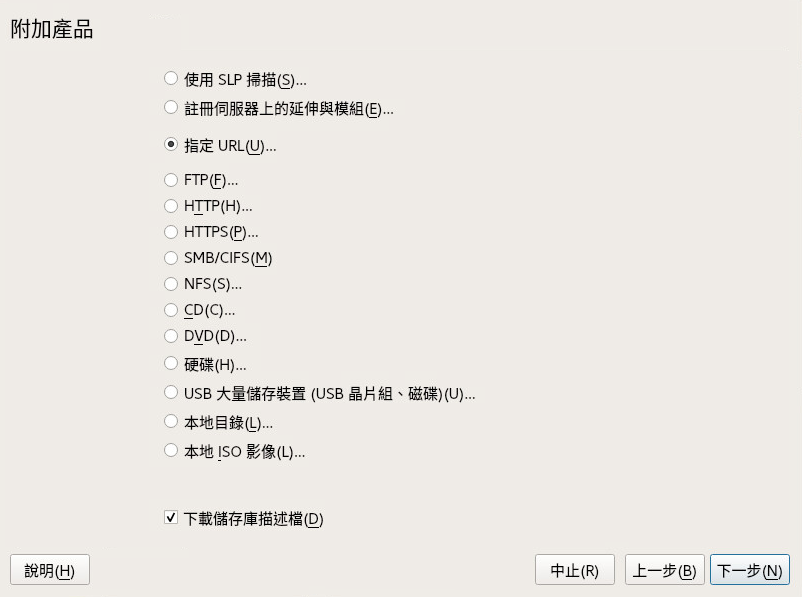 附加產品
使用 SLP 掃描(S)...
註冊伺服器上的延伸與模組(E)...
指定 URL(U)...
FTP(F)...
HTTP(H)...
HTTPS(P)...
SMB/CIFS(M)
NFS(S)...
CD(C)...
DVD(D)...
硬碟(H)...
USB 大量儲存裝置 (USB 晶片組、磁碟)(U)...
本地目錄(L)...
本地 ISO 影像(L)...
下載儲存庫描述檔(D)
說明(H) 中止(R) 上一步(B) 下一步(N)